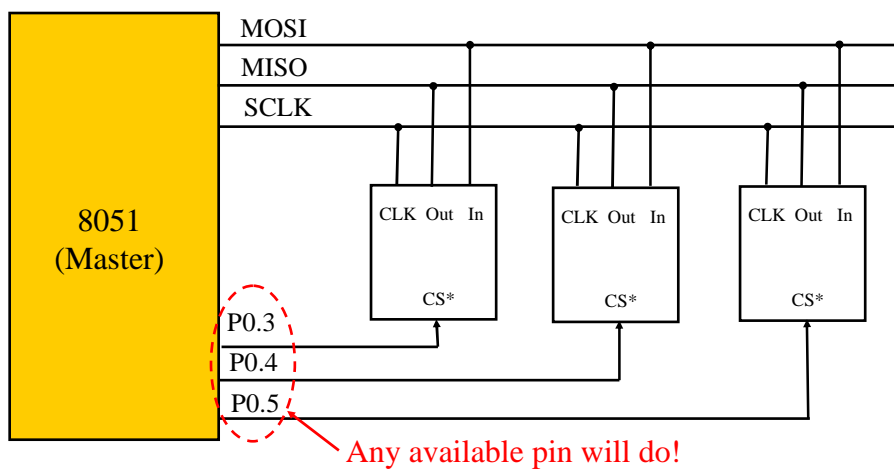 MOSI
MISO
SCLK
8051
(Master)
CLK Out In
CS*
CLK Out In
CS*
CLK Out In
CS*
P0.3
P0.4
P0.5
Any available pin will do!